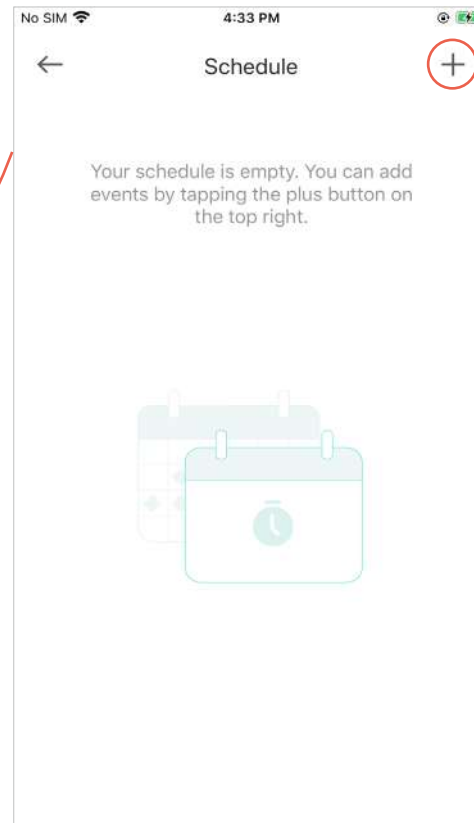 No SIM 4:33 PM
Schedule
Your schedule is empty. You can add
events by tapping the plus button on
the top right.